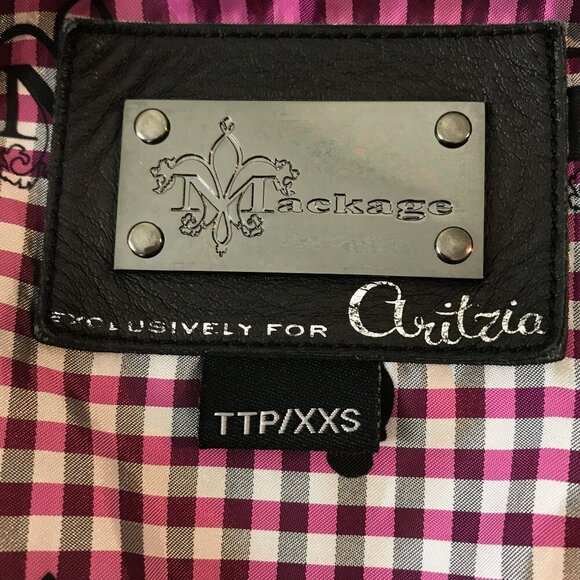 Mackage
EXCLUSIVELY FOR Aritzia
TTP/XXS